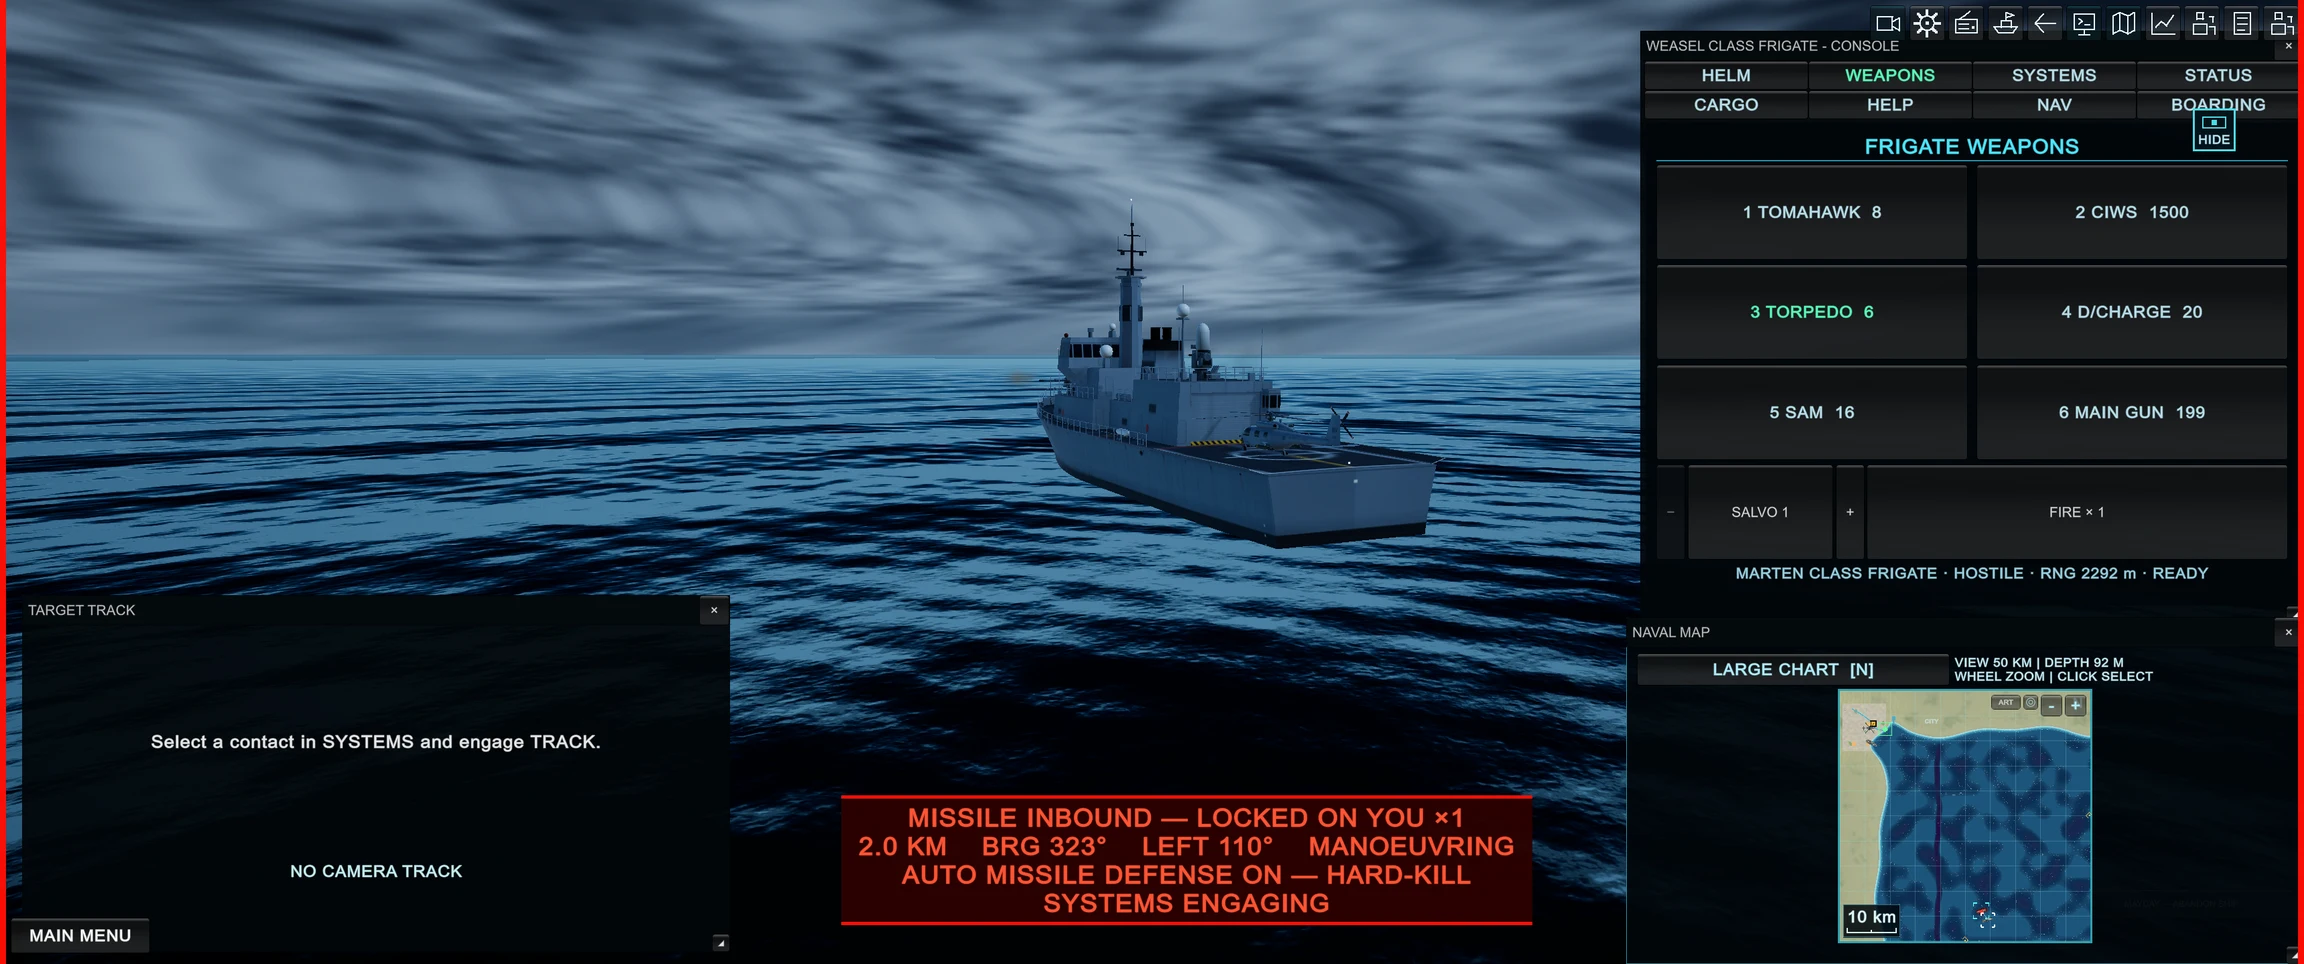 WEASEL CLASS FRIGATE - CONSOLE
×
HELM
WEAPONS
SYSTEMS
STATUS
CARGO
HELP
NAV
BOARDING
HIDE
FRIGATE WEAPONS
1 TOMAHAWK 8
2 CIWS 1500
3 TORPEDO 6
4 D/CHARGE 20
5 SAM 16
6 MAIN GUN 199
−
SALVO 1
+
FIRE × 1
MARTEN CLASS FRIGATE · HOSTILE · RNG 2292 m · READY
TARGET TRACK
×
Select a contact in SYSTEMS and engage TRACK.
NO CAMERA TRACK
MAIN MENU
MISSILE INBOUND — LOCKED ON YOU ×1
2.0 KM BRG 323° LEFT 110° MANOEUVRING
AUTO MISSILE DEFENSE ON — HARD-KILL
SYSTEMS ENGAGING
NAVAL MAP
×
LARGE CHART [N]
VIEW 50 KM | DEPTH 92 M
WHEEL ZOOM | CLICK SELECT
ART
-
+
CITY
10 km